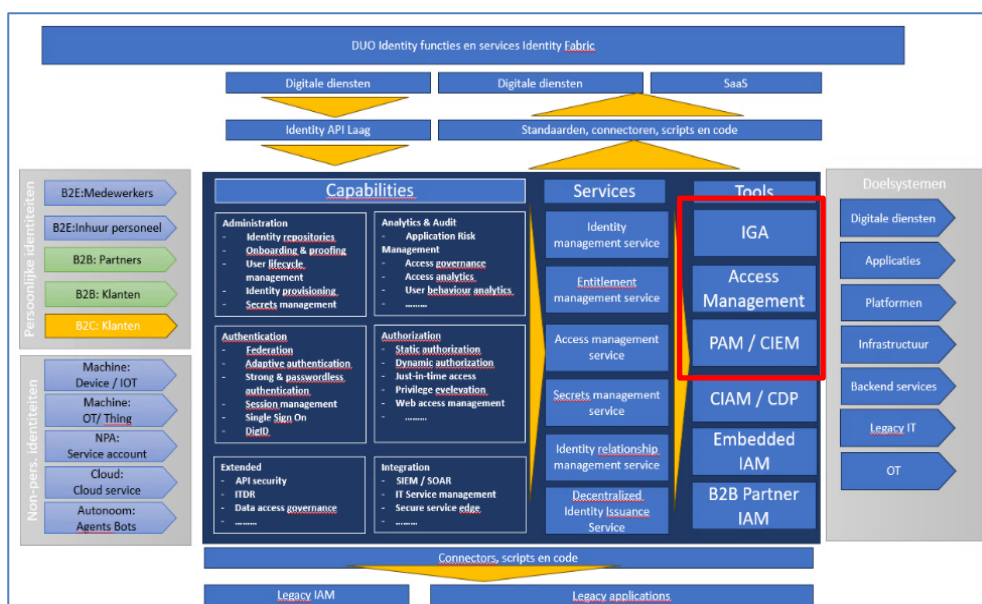 DUO Identity functies en services Identity Fabric
Digitale diensten
Digitale diensten
SaaS
Identity API Laag
Standaarden, connectoren, scripts en code
Persoonlijke identiteiten
B2E:Medewerkers
B2E:Inhuur personeel
B2B: Partners
B2B: Klanten
B2C: Klanten
Non-pers. identiteiten
Machine:
Device / IOT
Machine:
OT/ Thing
NPA:
Service account
Cloud:
Cloud service
Autonoom:
Agents Bots
Capabilities
Administration
- Identity repositories
- Onboarding & proofing
- User lifecycle
management
- Identity provisioning
- Secrets management
Analytics & Audit
- Application Risk
Management
- Access governance
- Access analytics
- User behaviour analytics
- .........
Authentication
- Federation
- Adaptive authentication
- Strong & passwordless
authentication
- Session management
- Single Sign On
- DigID
Authorization
- Static authorization
- Dynamic authorization
- Just-in-time access
- Privilege evelevation
- Web access management
- .........
Extended
- API security
- ITDR
- Data access governance
- .........
Integration
- SIEM / SOAR
- IT Service management
- Secure service edge
- .........
Services
Identity
management service
Entitlement
management service
Access management
service
Secrets management
service
Identity relationship
management service
Decentralized
Identity Issuance
Service
Tools
IGA
Access
Management
PAM / CIEM
CIAM / CDP
Embedded
IAM
B2B Partner
IAM
Doelsystemen
Digitale diensten
Applicaties
Platformen
Infrastructuur
Backend services
Legacy IT
OT
Connectors, scripts en code
Legacy IAM
Legacy applications